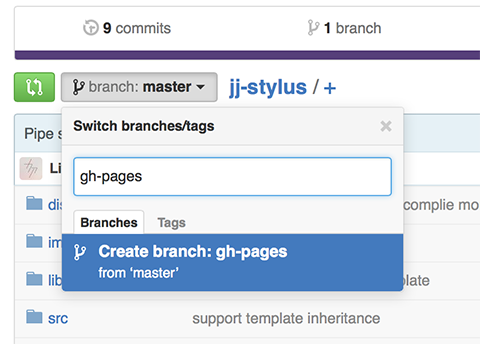 9 commits
1 branch
branch: master
jj-stylus / +
Switch branches/tags
Pipe s
Li
gh-pages
dis
complie mo
Branches
Tags
im
Create branch: gh-pages
from ‘master’
lib
plate
src
support template inheritance